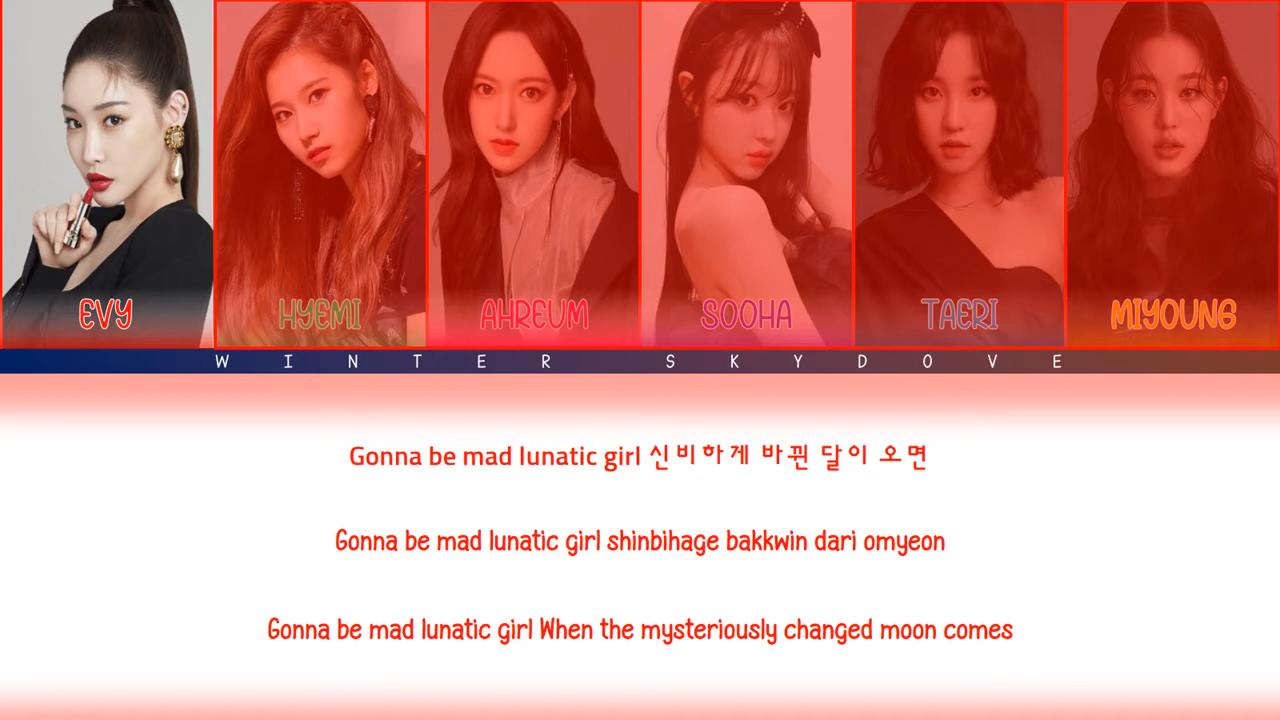 EVY HYEMI AHREUM SOOHA TAERI MIYOUNG
WINTER SKYDOVE
Gonna be mad lunatic girl 신비하게 바뀐 달이 오면
Gonna be mad lunatic girl shinbihage bakkwin dari omyeon
Gonna be mad lunatic girl When the mysteriously changed moon comes